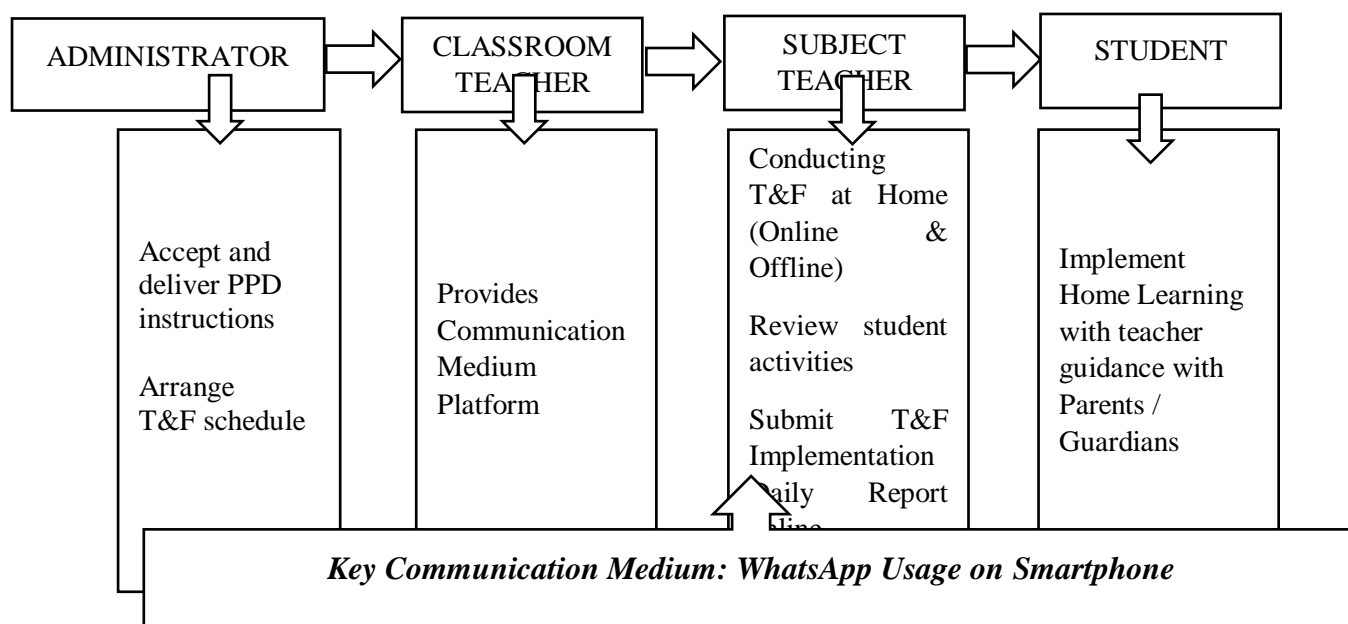 ADMINISTRATOR
CLASSROOM
TEACHER
SUBJECT
TEACHER
STUDENT
Accept and
deliver PPD
instructions
Arrange
T&F schedule
Provides
Communication
Medium
Platform
Conducting
T&F at Home
(Online &
Offline)
Review student
activities
Submit T&F
Implementation
Daily Report
Implement
Home Learning
with teacher
guidance with
Parents /
Guardians
Key Communication Medium: WhatsApp Usage on Smartphone